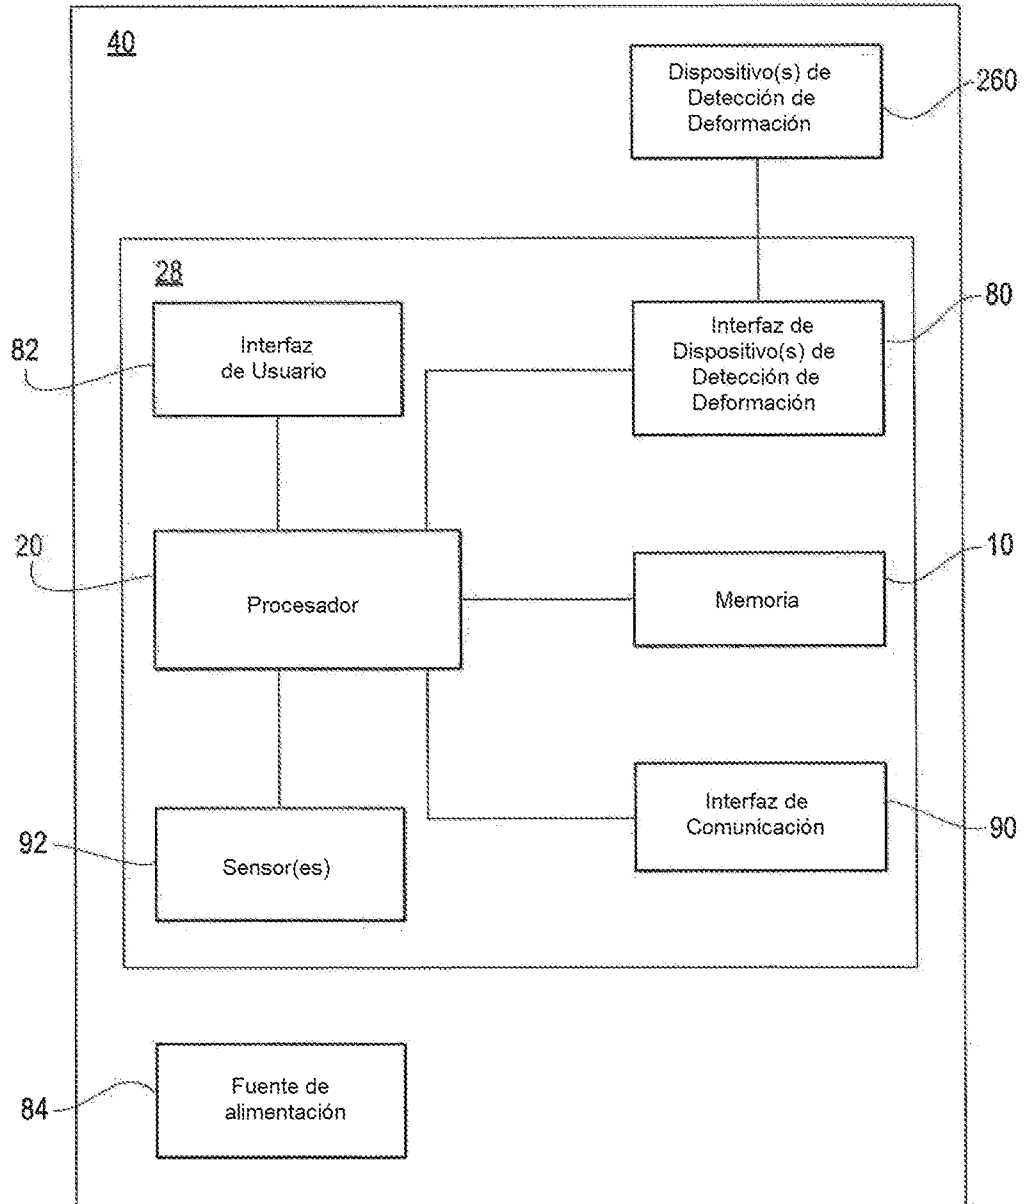 40
Dispositivo(s) de
Detección de
Deformación
260
28
82
Interfaz
de Usuario
Interfaz de
Dispositivo(s) de
Detección de
Deformación
80
20
Procesador
Memoria
10
92
Sensor(es)
Interfaz de
Comunicación
90
84
Fuente de
alimentación